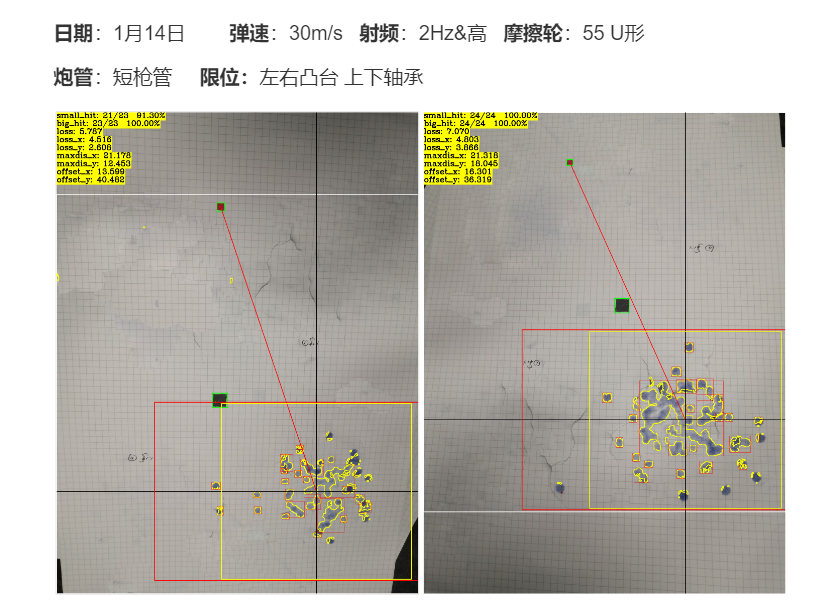 日期：1月14日 弹速：30m/s 射频：2Hz&高 摩擦轮：55 U形
炮管：短枪管 限位：左右凸台 上下轴承
small_hit: 21/23 91.30%
big_hit: 23/23 100.00%
loss: 5.787
loss_x: 4.516
loss_y: 2.608
maxdis_x: 21.178
maxdis_y: 12.453
offset_x: 13.599
offset_y: 40.482
small_hit: 24/24 100.00%
big_hit: 24/24 100.00%
loss: 7.070
loss_x: 4.803
loss_y: 3.866
maxdis_x: 21.318
maxdis_y: 18.045
offset_x: 16.301
offset_y: 36.319